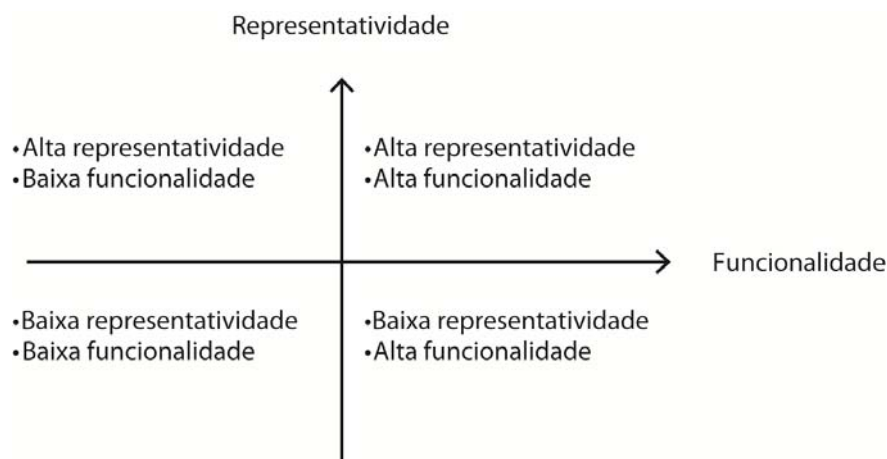 Representatividade
•Alta representatividade
•Baixa funcionalidade
•Alta representatividade
•Alta funcionalidade
Funcionalidade
•Baixa representatividade
•Baixa funcionalidade
•Baixa representatividade
•Alta funcionalidade